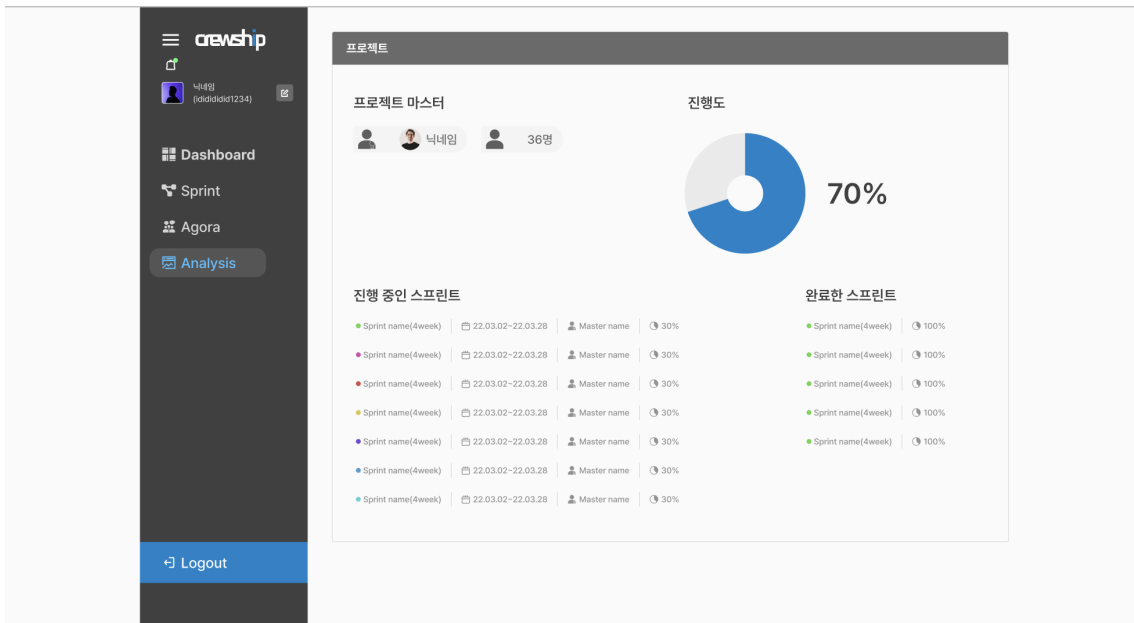 crewship
닉네임
(idididid1234)
Dashboard
Sprint
Agora
Analysis
Logout
프로젝트
프로젝트 마스터
닉네임
36명
진행도
70%
진행 중인 스프린트
Sprint name(4week) 22.03.02~22.03.28 Master name 30%
Sprint name(4week) 22.03.02~22.03.28 Master name 30%
Sprint name(4week) 22.03.02~22.03.28 Master name 30%
Sprint name(4week) 22.03.02~22.03.28 Master name 30%
Sprint name(4week) 22.03.02~22.03.28 Master name 30%
Sprint name(4week) 22.03.02~22.03.28 Master name 30%
Sprint name(4week) 22.03.02~22.03.28 Master name 30%
완료한 스프린트
Sprint name(4week) 100%
Sprint name(4week) 100%
Sprint name(4week) 100%
Sprint name(4week) 100%
Sprint name(4week) 100%